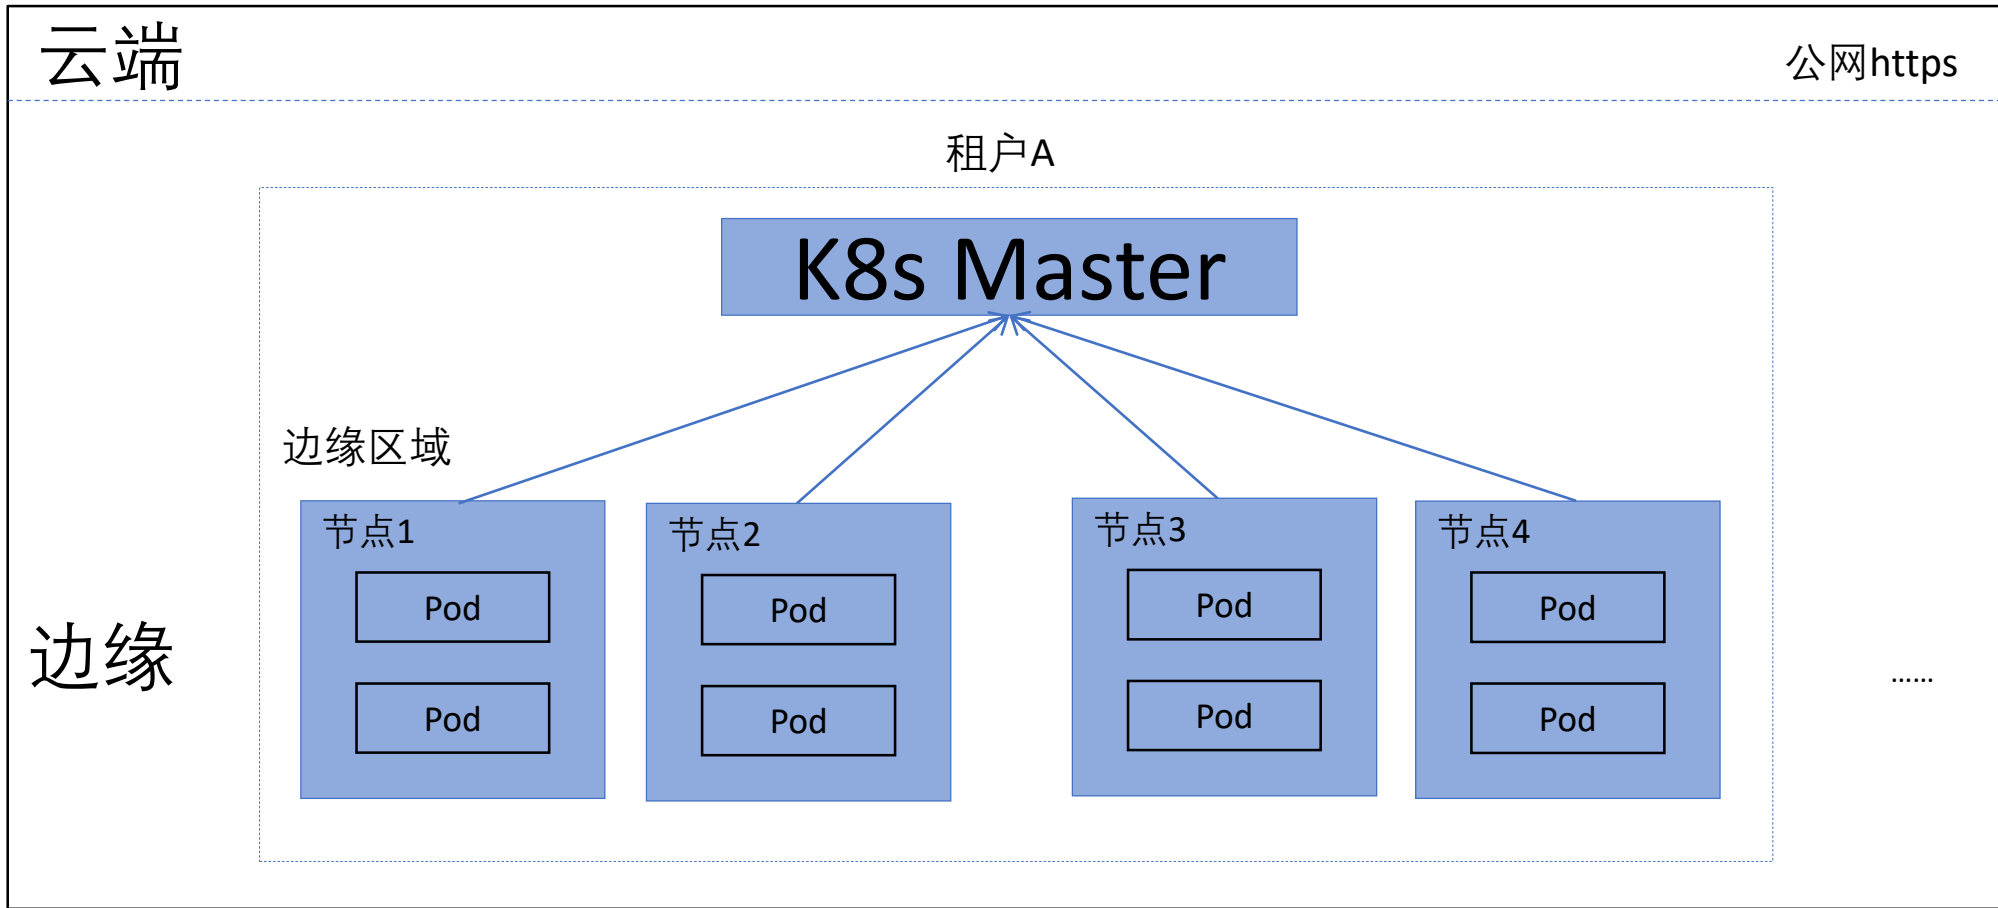 云端
公网https
租户A
K8s Master
边缘区域
节点1
节点2
节点3
节点4
Pod
Pod
Pod
Pod
Pod
Pod
Pod
Pod
边缘
……